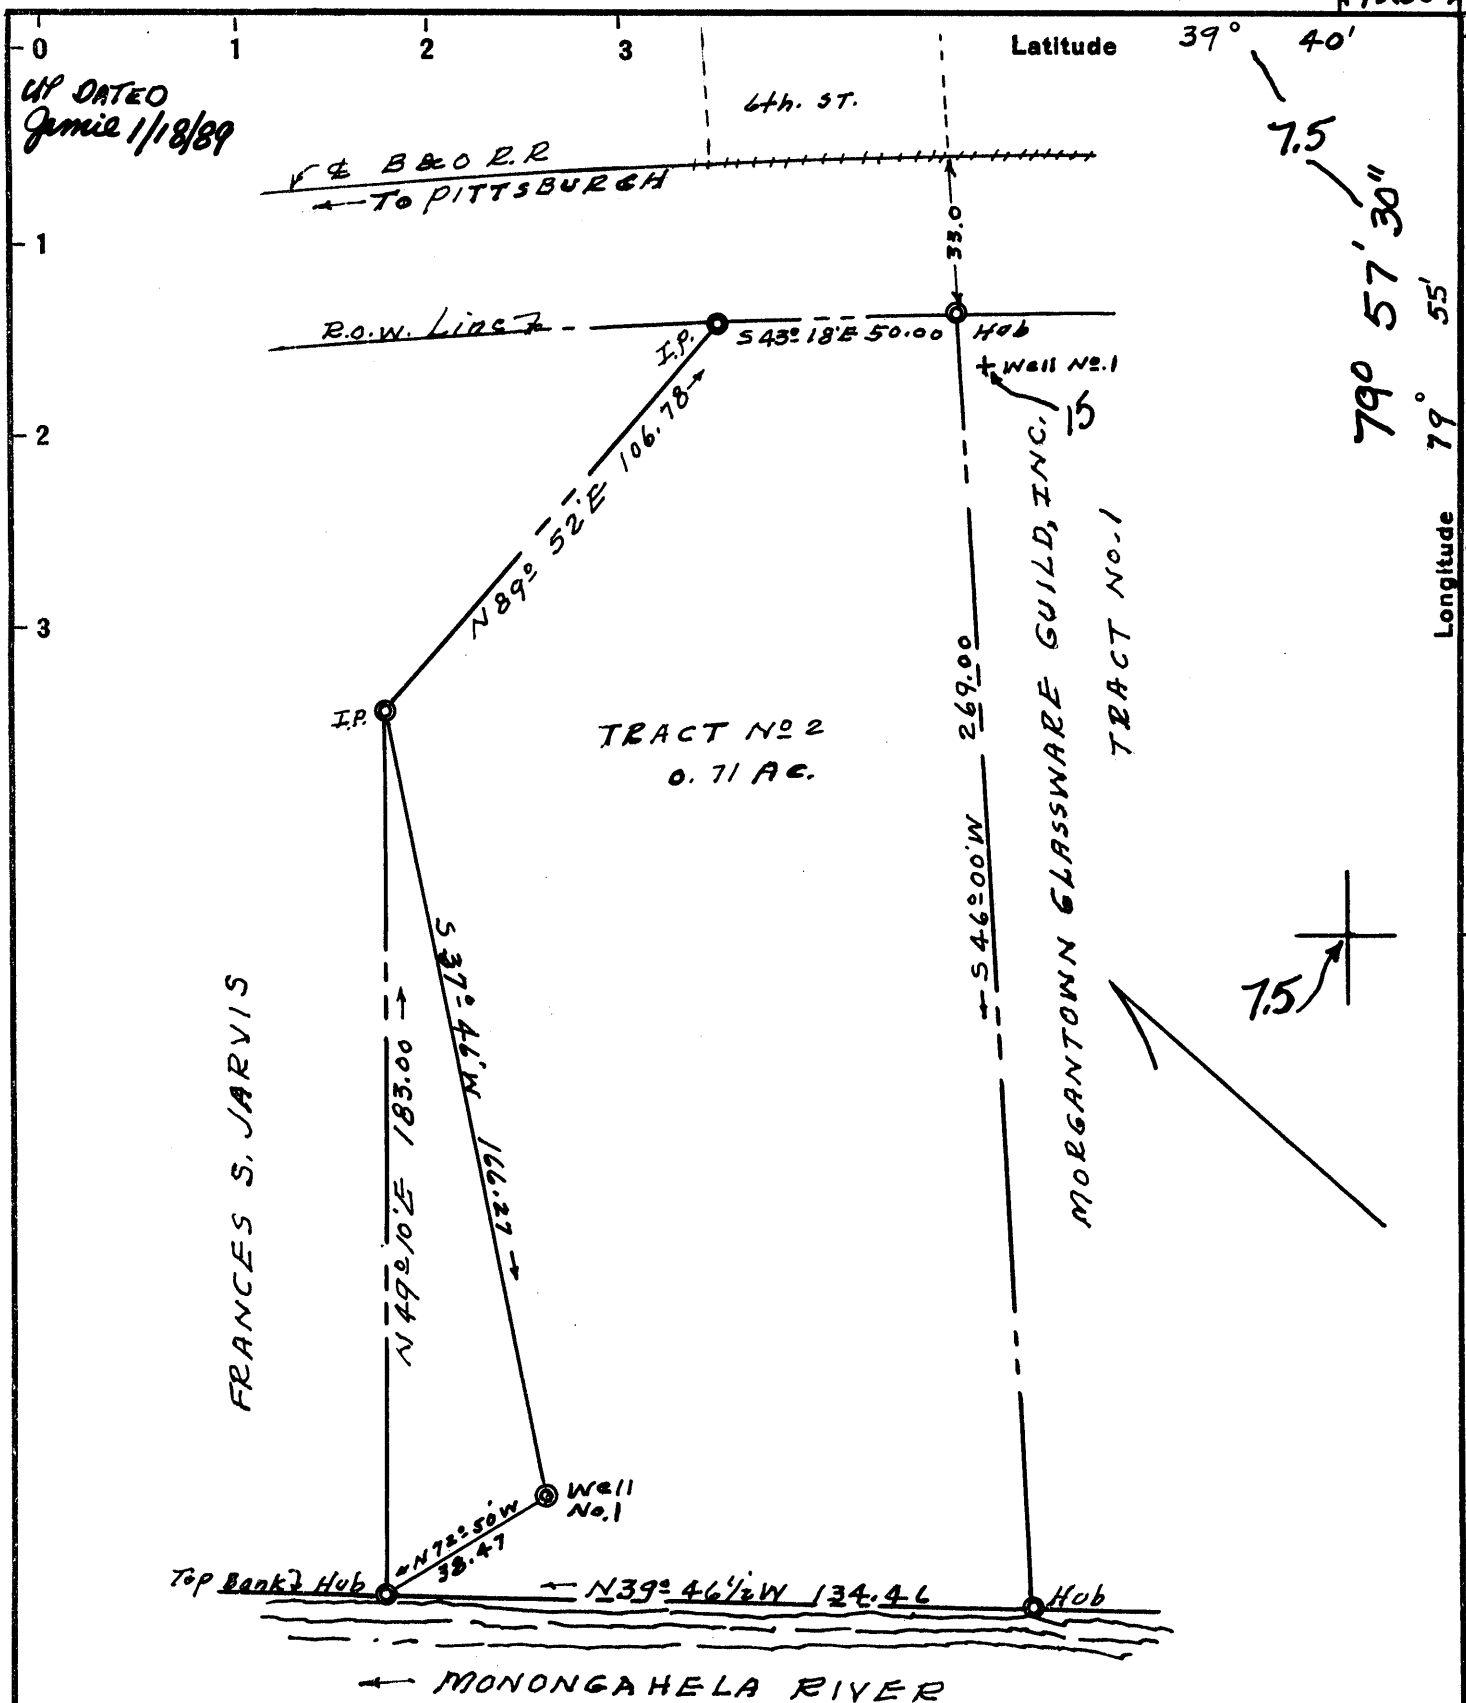 0 1 2 3 Latitude 39° 40'
UP DATED
Jamie 1/18/89
6th. ST.
7.5
℄ B & O R.R
← TO PITTSBURGH
79° 57' 30"
1
33.0
79° 55'
Longitude
R.O.W. Line
I.P.
S 43° 18' E 50.00
Hub
+ Well No. 1
15
2
N 89° 52' E 106.78 →
3
I.P.
TRACT No 2
0.71 AC.
← S 46° 00' W 269.00
MORGANTOWN GLASSWARE GUILD, INC.
TRACT NO. 1
7.5
FRANCES S. JARVIS
N 49° 10' E 183.00 →
S 37° 46' W 166.27 →
Well
No. 1
← N 72° 50' W
38.47
Top Bank Hub
← N 39° 46 1/2' W 134.46
Hub
← MONONGAHELA RIVER